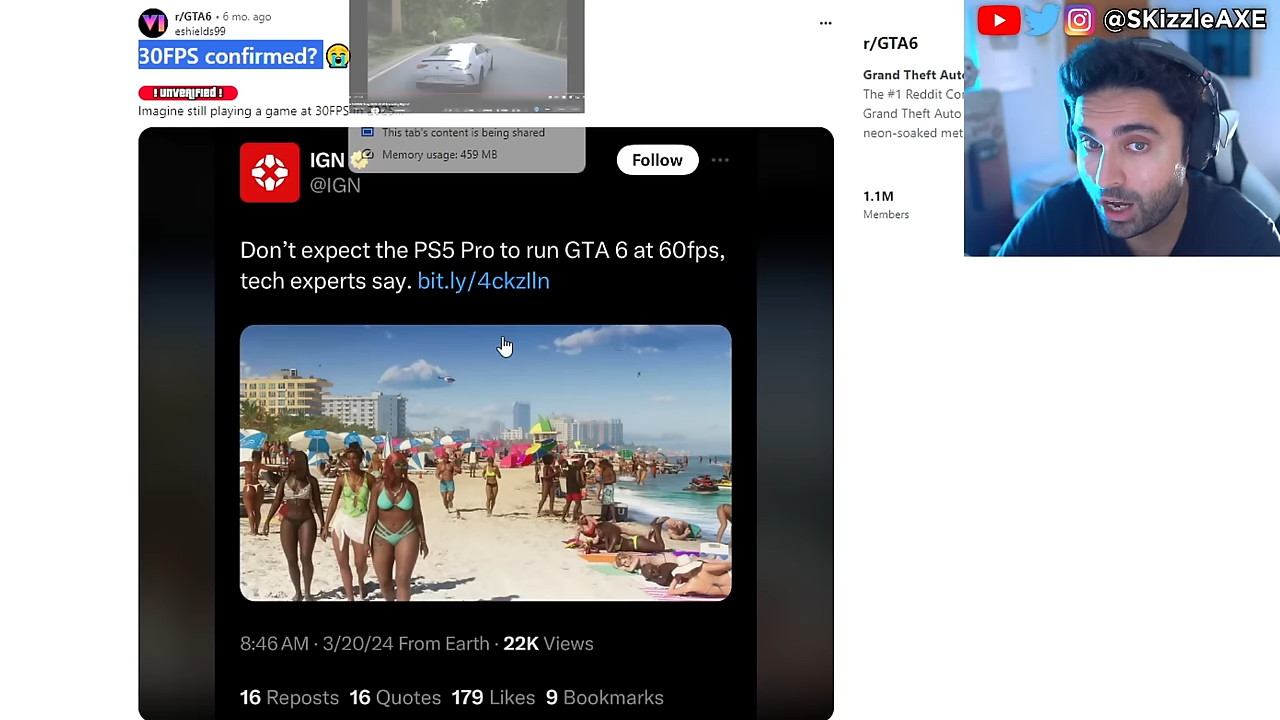 r/GTA6 • 6 mo. ago
eshields99
30FPS confirmed? 😭
! UNVERIFIED !
Imagine still playing a game at 30FPS in 2025...
This tab's content is being shared
Memory usage: 459 MB
IGN
@IGN
Follow
Don't expect the PS5 Pro to run GTA 6 at 60fps,
tech experts say. bit.ly/4ckzlln
8:46 AM · 3/20/24 From Earth · 22K Views
16 Reposts 16 Quotes 179 Likes 9 Bookmarks
r/GTA6
Grand Theft Auto
The #1 Reddit Co
Grand Theft Auto
neon-soaked met
1.1M
Members
@SKizzleAXE